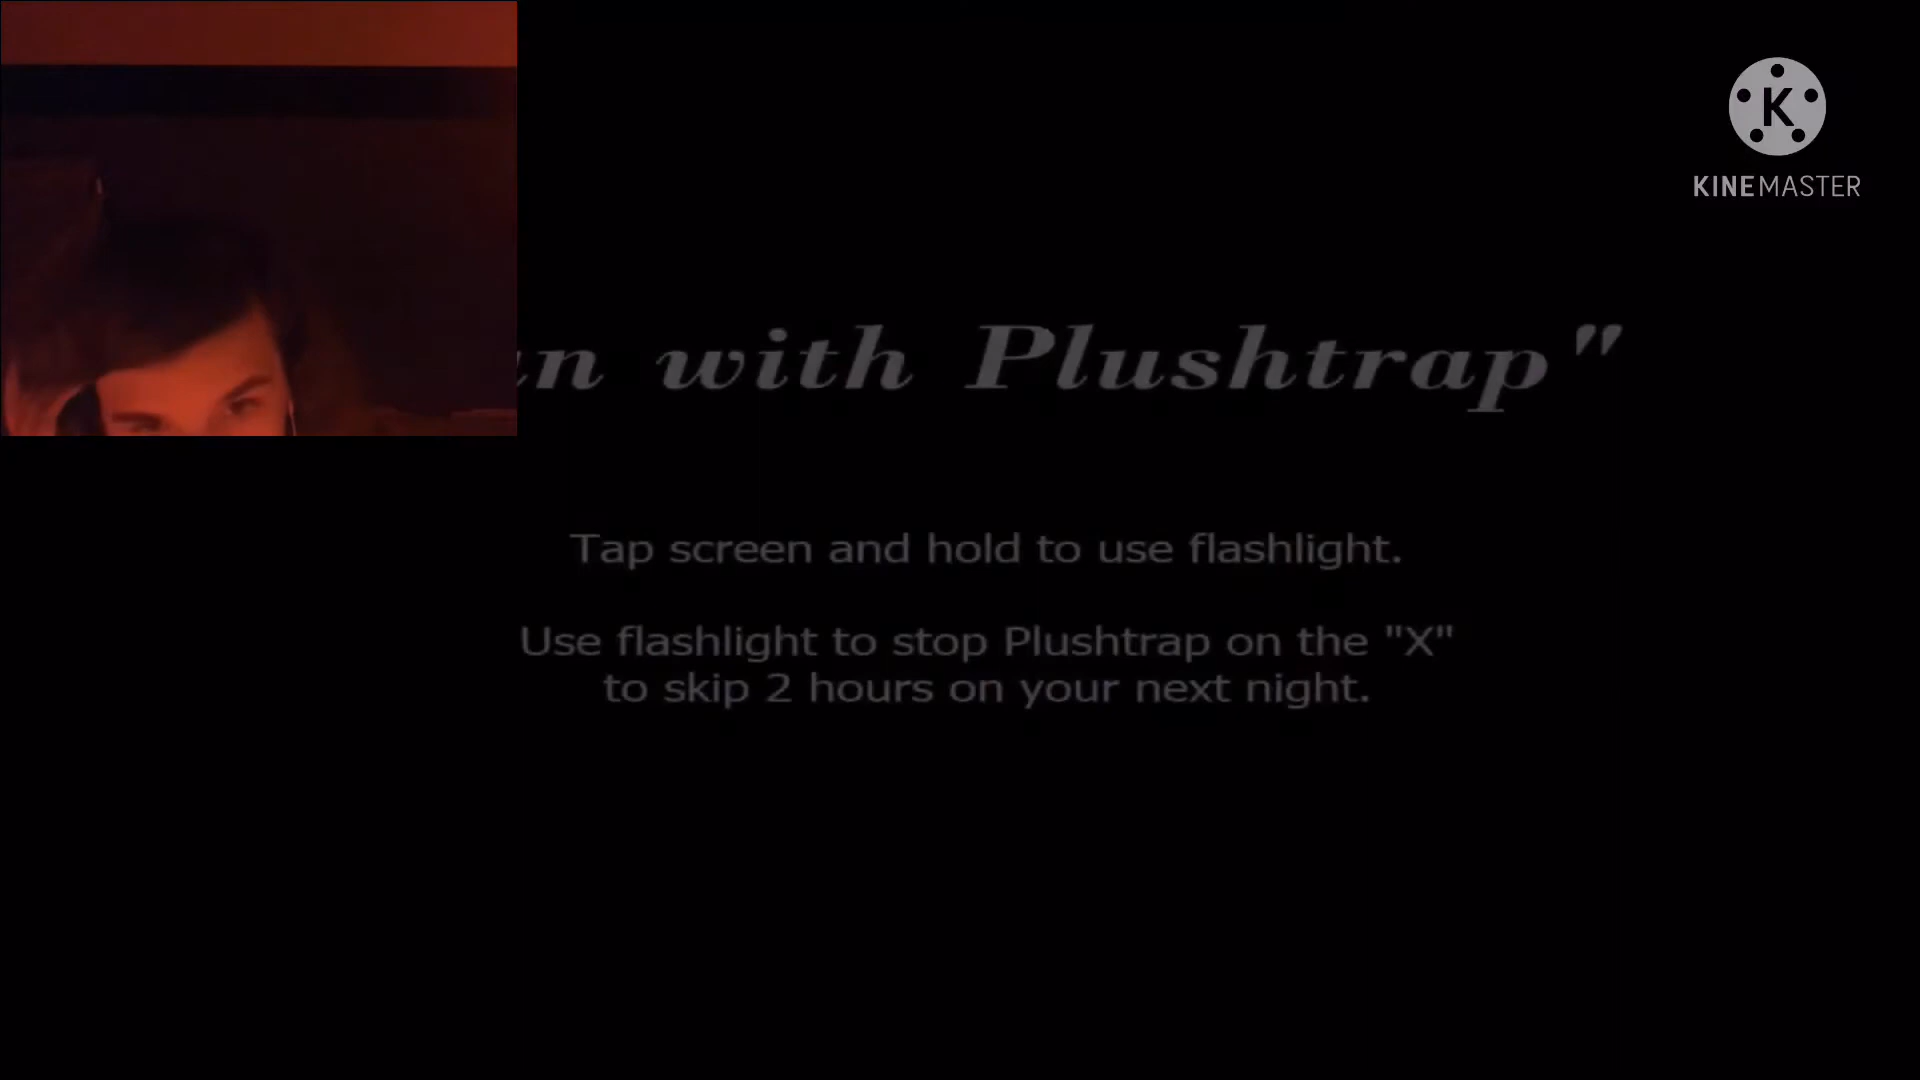 K
KINEMASTER
n with Plushtrap"
Tap screen and hold to use flashlight.
Use flashlight to stop Plushtrap on the "X"
to skip 2 hours on your next night.